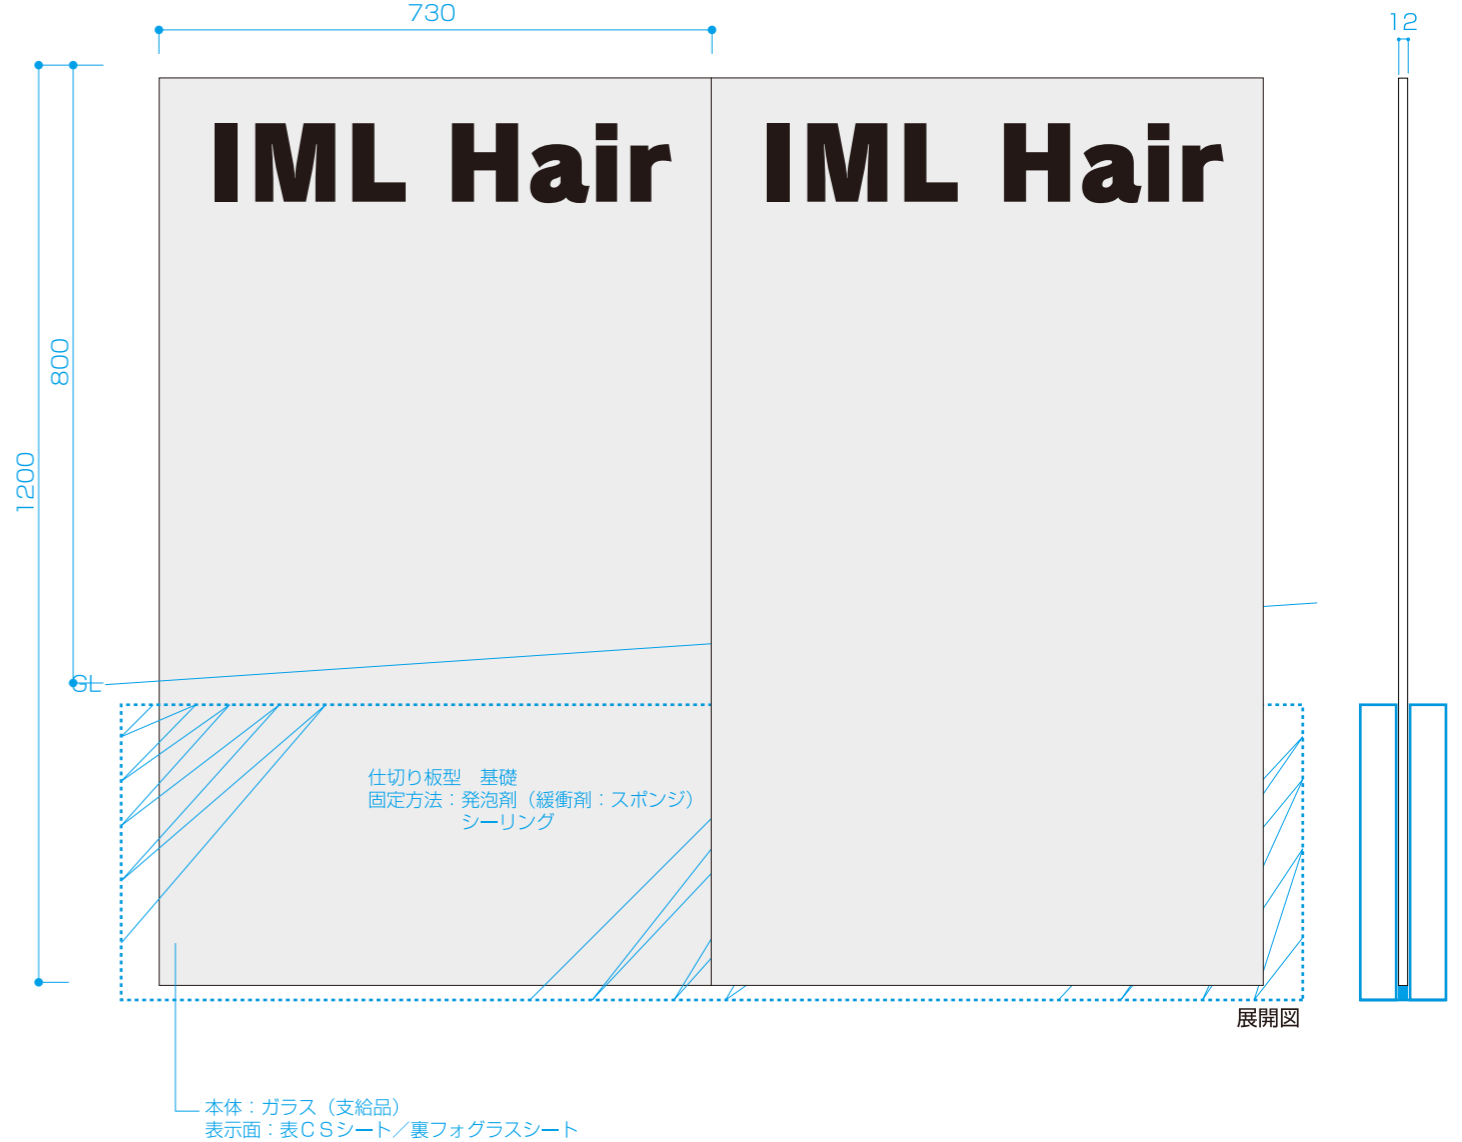 730
12
IML Hair
IML Hair
800
1200
GL
仕切り板型　基礎
固定方法：発泡剤（緩衝剤：スポンジ）
シーリング
展開図
本体：ガラス（支給品）
表示面：表ＣＳシート／裏フォグラスシート